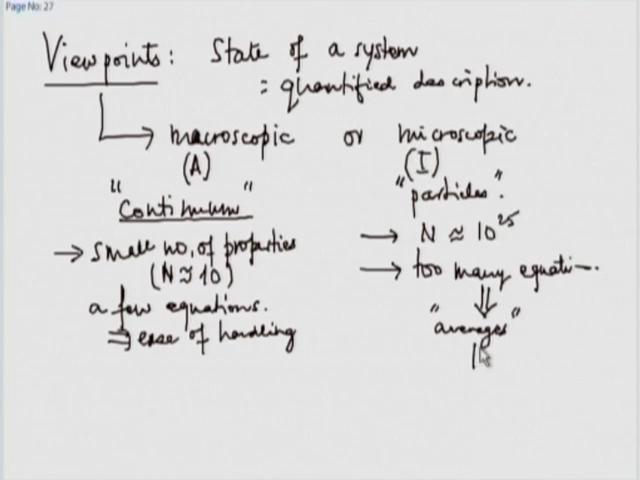 Page No: 27
Viewpoints: State of a system
= quantified description.
→ macroscopic or microscopic
(A) (I)
"Continuum" "particles".
→ small no. of properties → N ≈ 10^25
(N ≈ 10) → too many equati-.
a few equations. ⇓
⇒ ease of handling "averages"